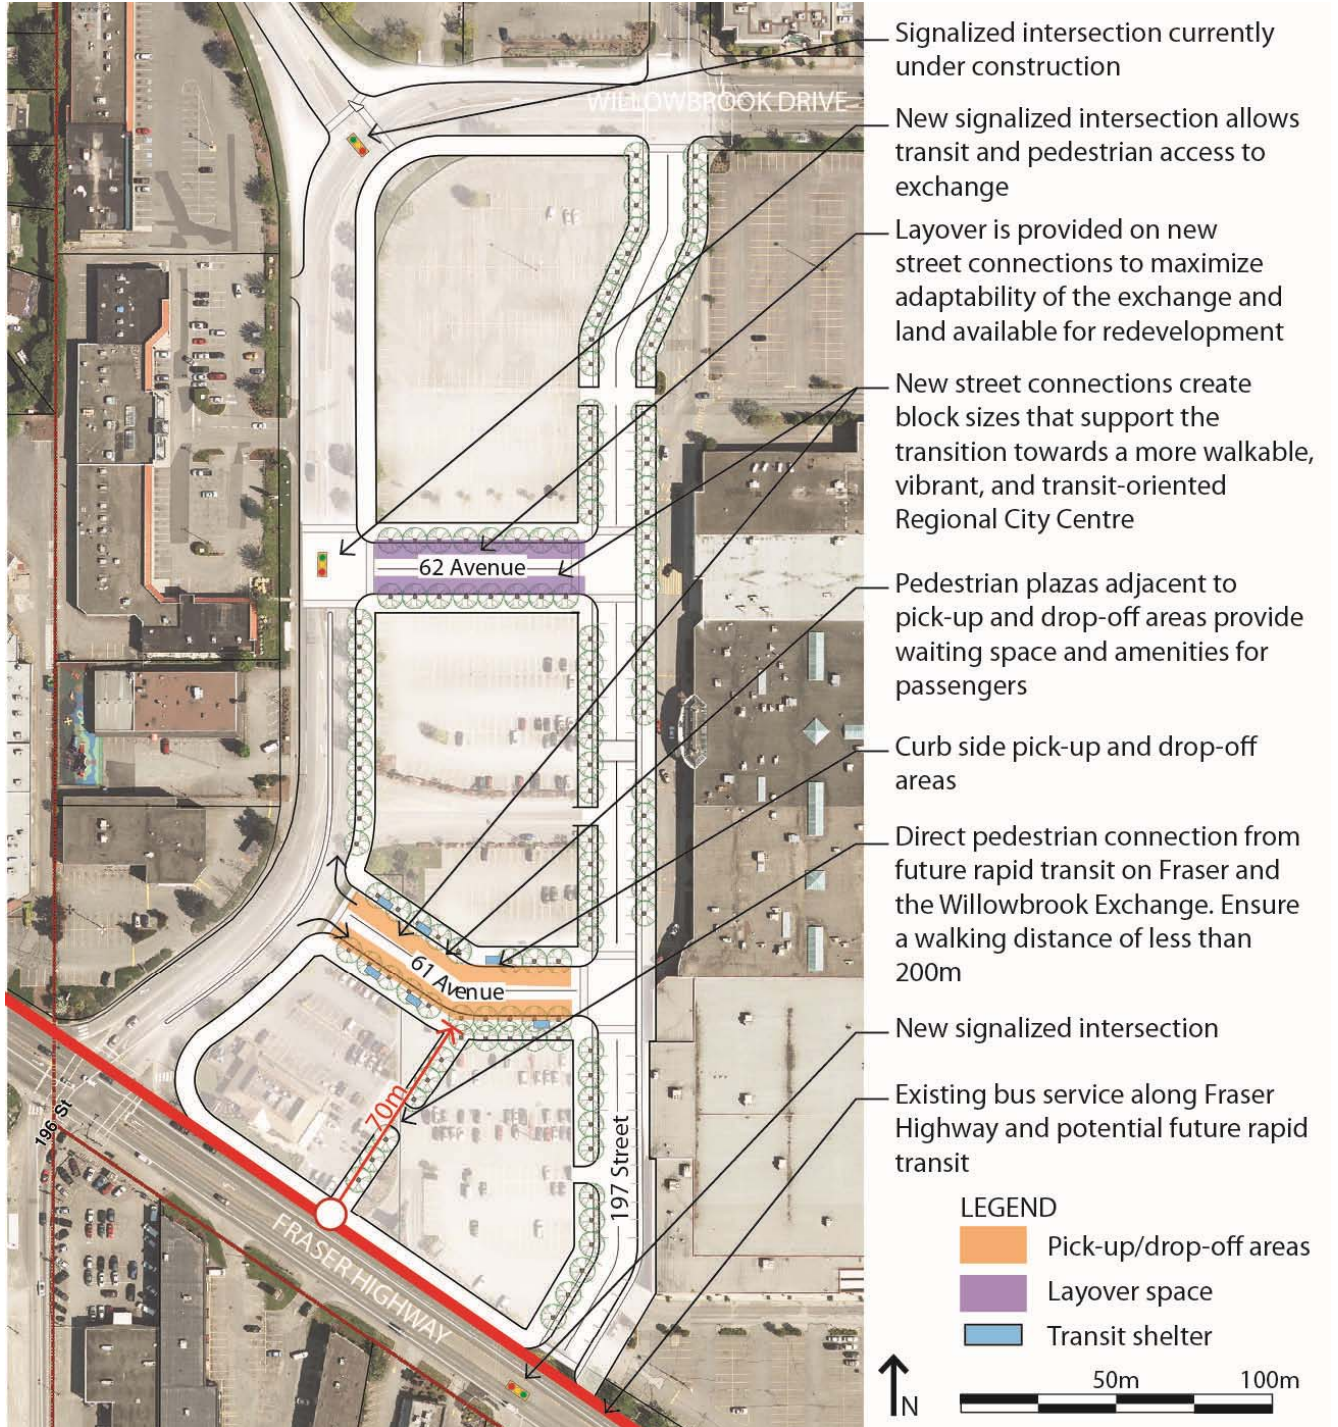 Signalized intersection currently
under construction
New signalized intersection allows
transit and pedestrian access to
exchange
Layover is provided on new
street connections to maximize
adaptability of the exchange and
land available for redevelopment
New street connections create
block sizes that support the
transition towards a more walkable,
vibrant, and transit-oriented
Regional City Centre
Pedestrian plazas adjacent to
pick-up and drop-off areas provide
waiting space and amenities for
passengers
Curb side pick-up and drop-off
areas
Direct pedestrian connection from
future rapid transit on Fraser and
the Willowbrook Exchange. Ensure
a walking distance of less than
200m
New signalized intersection
Existing bus service along Fraser
Highway and potential future rapid
transit
LEGEND
Pick-up/drop-off areas
Layover space
Transit shelter
N
50m
100m
WILLOWBROOK DRIVE
62 Avenue
61 Avenue
70m
196 St
197 Street
FRASER HIGHWAY